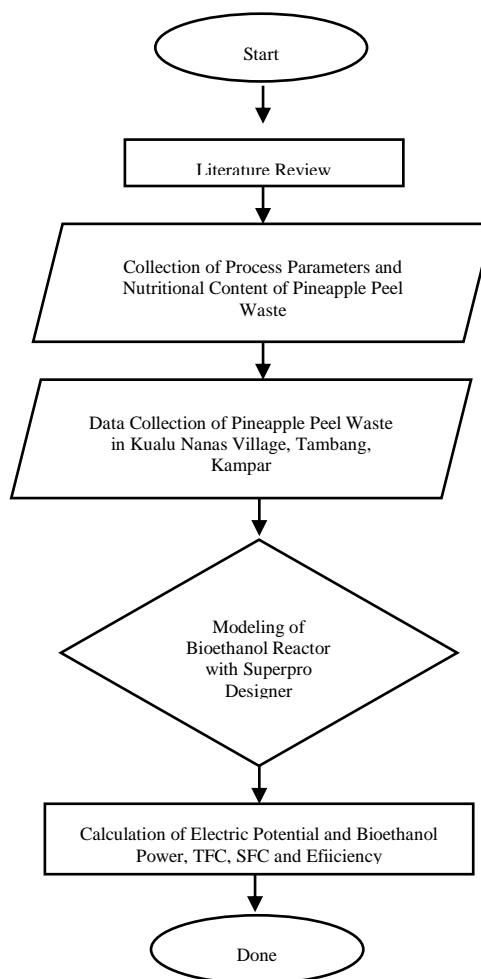 Start
Literature Review
Collection of Process Parameters and
Nutritional Content of Pineapple Peel
Waste
Data Collection of Pineapple Peel Waste
in Kualu Nanas Village, Tambang,
Kampar
Modeling of
Bioethanol Reactor
with Superpro
Designer
Calculation of Electric Potential and Bioethanol
Power, TFC, SFC and Efiiciency
Done